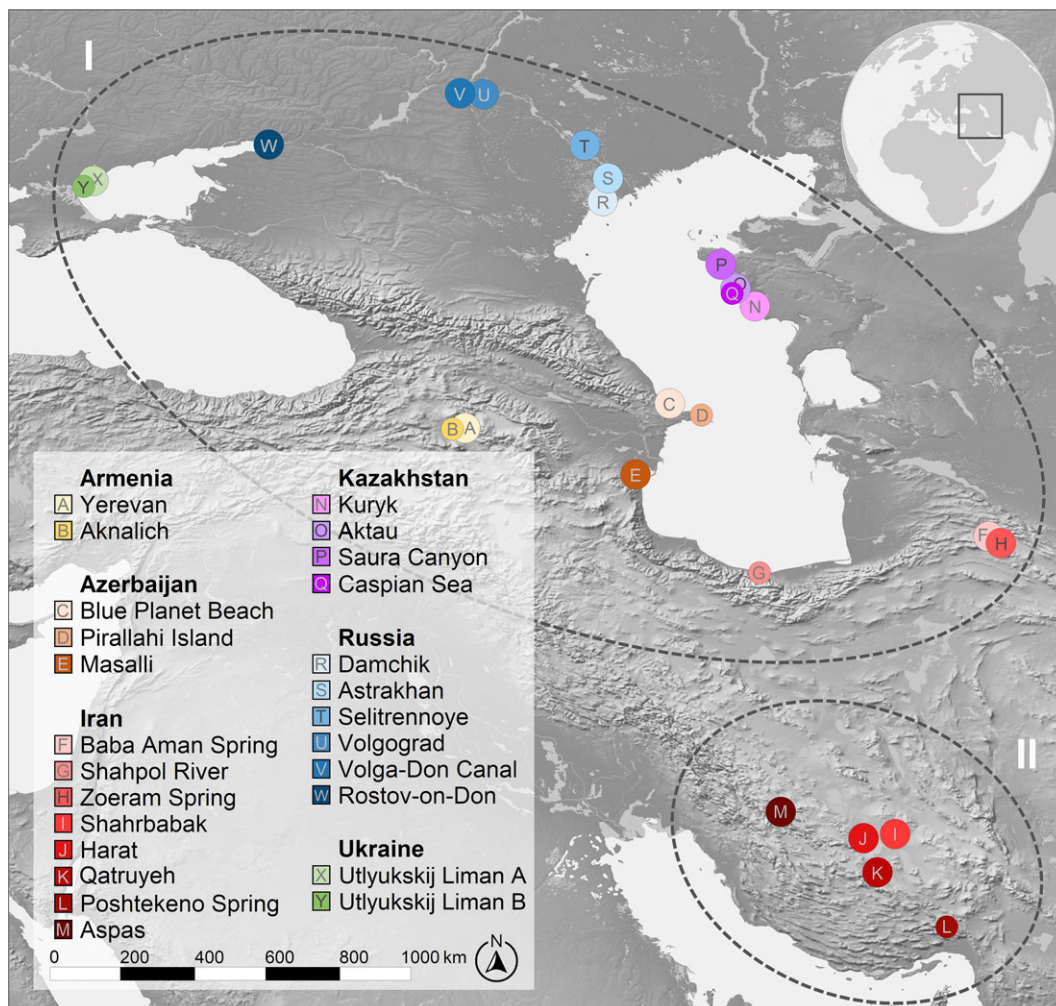 I
V U
W
T
X
Y
S
R
P
O
Q
N
C
D
B A
E
F
H
G
II
M
J I
K
L
Armenia
A Yerevan
B Aknalich
Azerbaijan
C Blue Planet Beach
D Pirallahi Island
E Masalli
Iran
F Baba Aman Spring
G Shahpol River
H Zoeram Spring
I Shahrbabak
J Harat
K Qatruyeh
L Poshtekeno Spring
M Aspas
Kazakhstan
N Kuryk
O Aktau
P Saura Canyon
Q Caspian Sea
Russia
R Damchik
S Astrakhan
T Selitrennoye
U Volgograd
V Volga-Don Canal
W Rostov-on-Don
Ukraine
X Utlyukskij Liman A
Y Utlyukskij Liman B
0 200 400 600 800 1000 km
N